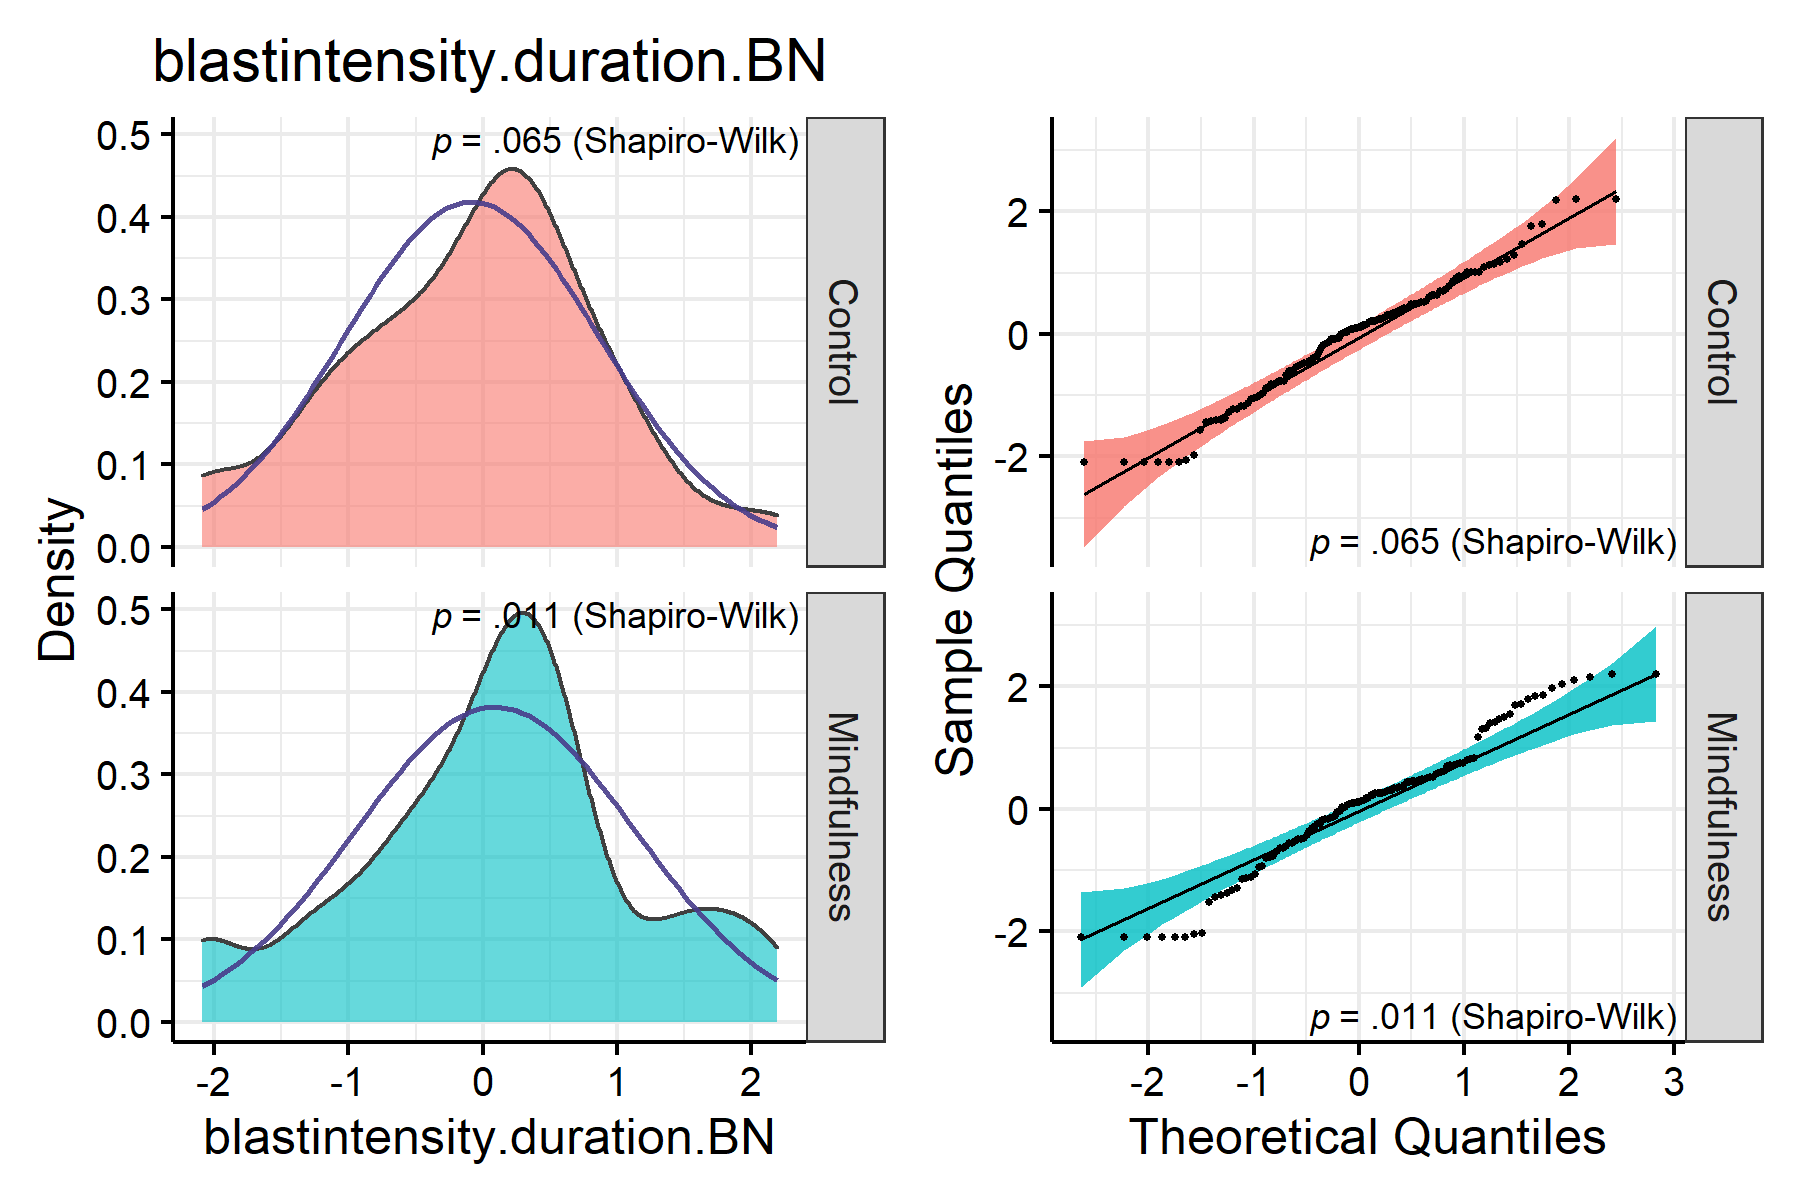 blastintensity.duration.BN
Density
0.5
0.4
0.3
0.2
0.1
0.0
p = .065 (Shapiro-Wilk)
Control
0.5
0.4
0.3
0.2
0.1
0.0
p = .011 (Shapiro-Wilk)
Mindfulness
-2 -1 0 1 2
blastintensity.duration.BN
Sample Quantiles
2
0
-2
p = .065 (Shapiro-Wilk)
Control
2
0
-2
p = .011 (Shapiro-Wilk)
Mindfulness
-2 -1 0 1 2 3
Theoretical Quantiles